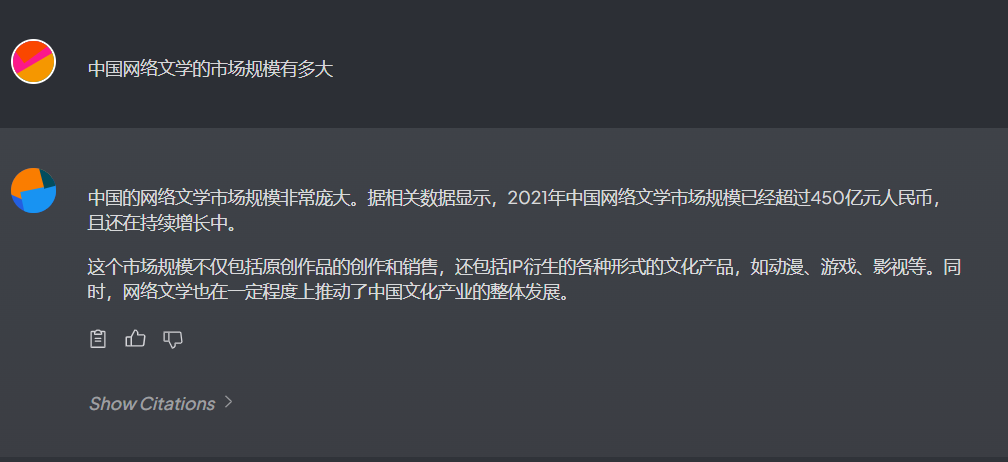 中国网络文学的市场规模有多大
中国的网络文学市场规模非常庞大。据相关数据显示，2021年中国网络文学市场规模已经超过450亿元人民币，
且还在持续增长中。
这个市场规模不仅包括原创作品的创作和销售，还包括IP衍生的各种形式的文化产品，如动漫、游戏、影视等。同
时，网络文学也在一定程度上推动了中国文化产业的整体发展。
Show Citations